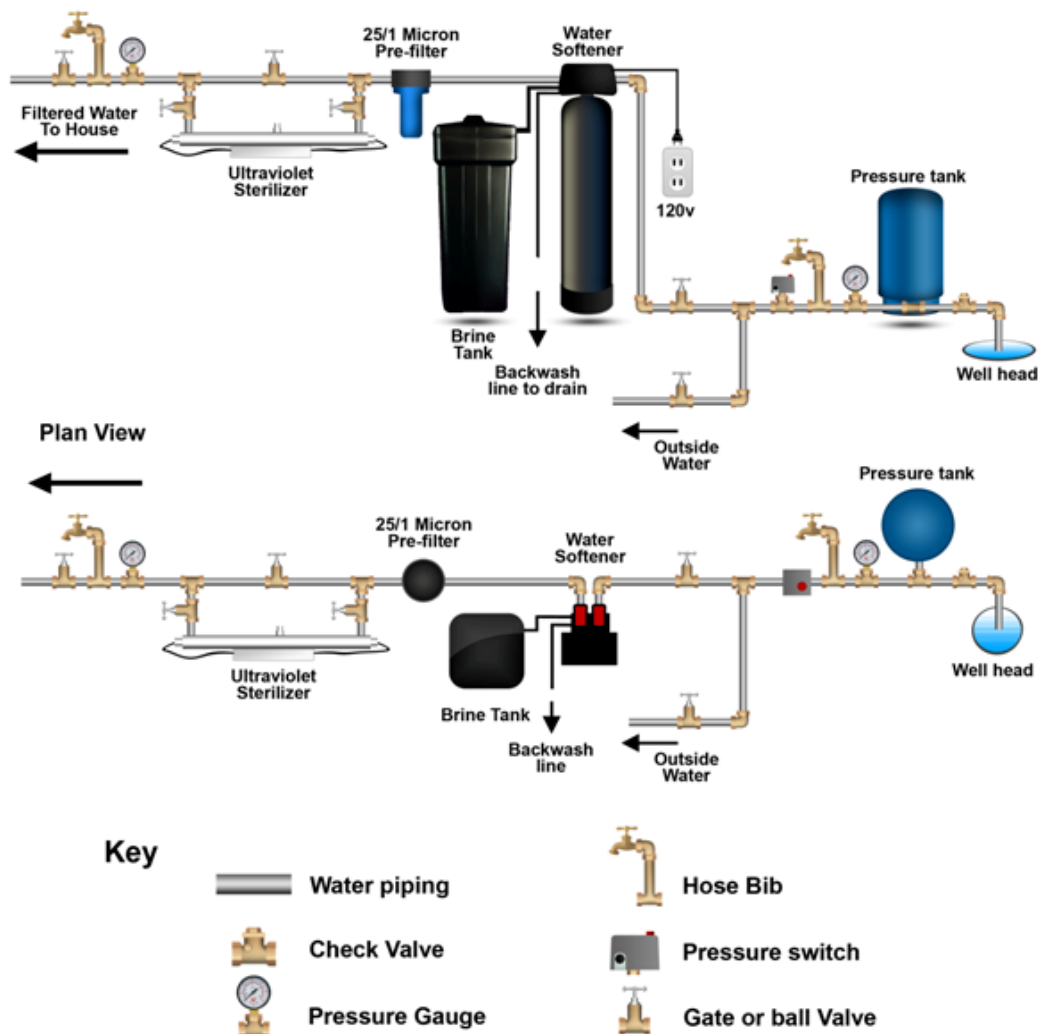 25/1 Micron
Pre-filter
Water
Softener
Filtered Water
To House
Ultraviolet
Sterilizer
120v
Pressure tank
Brine
Tank
Backwash
line to drain
Well head
Outside
Water
Plan View
Pressure tank
25/1 Micron
Pre-filter
Water
Softener
Ultraviolet
Sterilizer
Well head
Brine Tank
Backwash
line
Outside
Water
Key
Water piping
Hose Bib
Check Valve
Pressure switch
Pressure Gauge
Gate or ball Valve